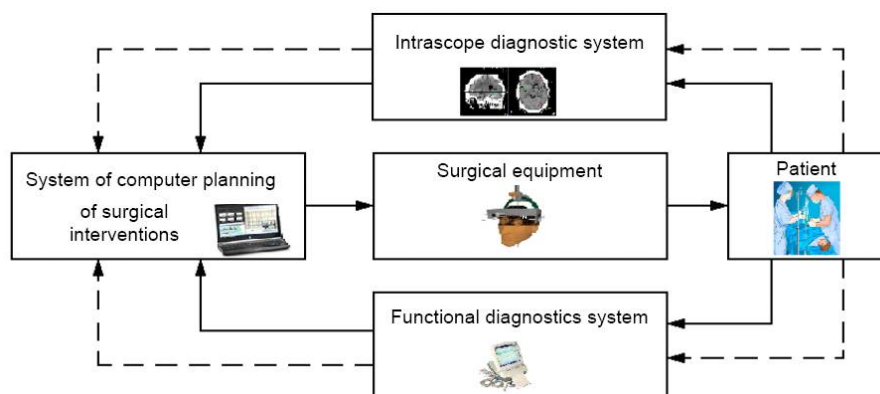 Intrascope diagnostic system
System of computer planning
of surgical
interventions
Surgical equipment
Patient
Functional diagnostics system